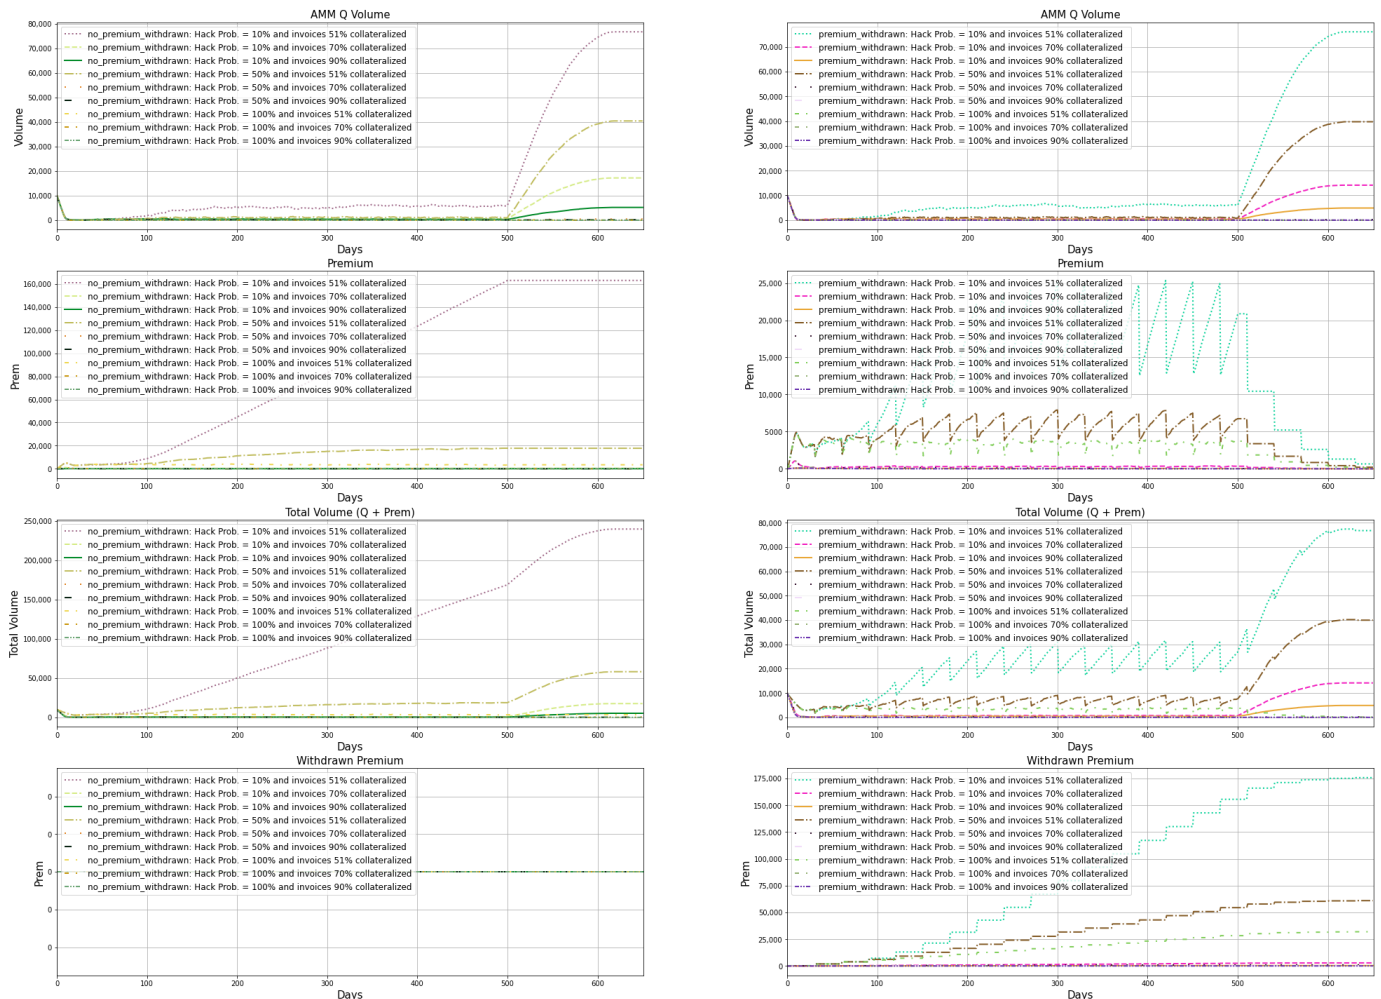 AMM Q Volume
80,000
70,000
60,000
50,000
40,000
30,000
20,000
10,000
0
Volume
no_premium_withdrawn: Hack Prob. = 10% and invoices 51% collateralized
no_premium_withdrawn: Hack Prob. = 10% and invoices 70% collateralized
no_premium_withdrawn: Hack Prob. = 10% and invoices 90% collateralized
no_premium_withdrawn: Hack Prob. = 50% and invoices 51% collateralized
no_premium_withdrawn: Hack Prob. = 50% and invoices 70% collateralized
no_premium_withdrawn: Hack Prob. = 50% and invoices 90% collateralized
no_premium_withdrawn: Hack Prob. = 100% and invoices 51% collateralized
no_premium_withdrawn: Hack Prob. = 100% and invoices 70% collateralized
no_premium_withdrawn: Hack Prob. = 100% and invoices 90% collateralized
0 100 200 300 400 500 600
Days
AMM Q Volume
70,000
60,000
50,000
40,000
30,000
20,000
10,000
0
Volume
premium_withdrawn: Hack Prob. = 10% and invoices 51% collateralized
premium_withdrawn: Hack Prob. = 10% and invoices 70% collateralized
premium_withdrawn: Hack Prob. = 10% and invoices 90% collateralized
premium_withdrawn: Hack Prob. = 50% and invoices 51% collateralized
premium_withdrawn: Hack Prob. = 50% and invoices 70% collateralized
premium_withdrawn: Hack Prob. = 50% and invoices 90% collateralized
premium_withdrawn: Hack Prob. = 100% and invoices 51% collateralized
premium_withdrawn: Hack Prob. = 100% and invoices 70% collateralized
premium_withdrawn: Hack Prob. = 100% and invoices 90% collateralized
0 100 200 300 400 500 600
Days
Premium
160,000
140,000
120,000
100,000
80,000
60,000
40,000
20,000
0
Prem
no_premium_withdrawn: Hack Prob. = 10% and invoices 51% collateralized
no_premium_withdrawn: Hack Prob. = 10% and invoices 70% collateralized
no_premium_withdrawn: Hack Prob. = 10% and invoices 90% collateralized
no_premium_withdrawn: Hack Prob. = 50% and invoices 51% collateralized
no_premium_withdrawn: Hack Prob. = 50% and invoices 70% collateralized
no_premium_withdrawn: Hack Prob. = 50% and invoices 90% collateralized
no_premium_withdrawn: Hack Prob. = 100% and invoices 51% collateralized
no_premium_withdrawn: Hack Prob. = 100% and invoices 70% collateralized
no_premium_withdrawn: Hack Prob. = 100% and invoices 90% collateralized
0 100 200 300 400 500 600
Days
Premium
25,000
20,000
15,000
10,000
5000
0
Prem
premium_withdrawn: Hack Prob. = 10% and invoices 51% collateralized
premium_withdrawn: Hack Prob. = 10% and invoices 70% collateralized
premium_withdrawn: Hack Prob. = 10% and invoices 90% collateralized
premium_withdrawn: Hack Prob. = 50% and invoices 51% collateralized
premium_withdrawn: Hack Prob. = 50% and invoices 70% collateralized
premium_withdrawn: Hack Prob. = 50% and invoices 90% collateralized
premium_withdrawn: Hack Prob. = 100% and invoices 51% collateralized
premium_withdrawn: Hack Prob. = 100% and invoices 70% collateralized
premium_withdrawn: Hack Prob. = 100% and invoices 90% collateralized
0 100 200 300 400 500 600
Days
Total Volume (Q + Prem)
250,000
200,000
150,000
100,000
50,000
0
Total Volume
no_premium_withdrawn: Hack Prob. = 10% and invoices 51% collateralized
no_premium_withdrawn: Hack Prob. = 10% and invoices 70% collateralized
no_premium_withdrawn: Hack Prob. = 10% and invoices 90% collateralized
no_premium_withdrawn: Hack Prob. = 50% and invoices 51% collateralized
no_premium_withdrawn: Hack Prob. = 50% and invoices 70% collateralized
no_premium_withdrawn: Hack Prob. = 50% and invoices 90% collateralized
no_premium_withdrawn: Hack Prob. = 100% and invoices 51% collateralized
no_premium_withdrawn: Hack Prob. = 100% and invoices 70% collateralized
no_premium_withdrawn: Hack Prob. = 100% and invoices 90% collateralized
0 100 200 300 400 500 600
Days
Total Volume (Q + Prem)
80,000
70,000
60,000
50,000
40,000
30,000
20,000
10,000
0
Total Volume
premium_withdrawn: Hack Prob. = 10% and invoices 51% collateralized
premium_withdrawn: Hack Prob. = 10% and invoices 70% collateralized
premium_withdrawn: Hack Prob. = 10% and invoices 90% collateralized
premium_withdrawn: Hack Prob. = 50% and invoices 51% collateralized
premium_withdrawn: Hack Prob. = 50% and invoices 70% collateralized
premium_withdrawn: Hack Prob. = 50% and invoices 90% collateralized
premium_withdrawn: Hack Prob. = 100% and invoices 51% collateralized
premium_withdrawn: Hack Prob. = 100% and invoices 70% collateralized
premium_withdrawn: Hack Prob. = 100% and invoices 90% collateralized
0 100 200 300 400 500 600
Days
Withdrawn Premium
0
0
0
0
0
Prem
no_premium_withdrawn: Hack Prob. = 10% and invoices 51% collateralized
no_premium_withdrawn: Hack Prob. = 10% and invoices 70% collateralized
no_premium_withdrawn: Hack Prob. = 10% and invoices 90% collateralized
no_premium_withdrawn: Hack Prob. = 50% and invoices 51% collateralized
no_premium_withdrawn: Hack Prob. = 50% and invoices 70% collateralized
no_premium_withdrawn: Hack Prob. = 50% and invoices 90% collateralized
no_premium_withdrawn: Hack Prob. = 100% and invoices 51% collateralized
no_premium_withdrawn: Hack Prob. = 100% and invoices 70% collateralized
no_premium_withdrawn: Hack Prob. = 100% and invoices 90% collateralized
0 100 200 300 400 500 600
Days
Withdrawn Premium
175,000
150,000
125,000
100,000
75,000
50,000
25,000
0
Prem
premium_withdrawn: Hack Prob. = 10% and invoices 51% collateralized
premium_withdrawn: Hack Prob. = 10% and invoices 70% collateralized
premium_withdrawn: Hack Prob. = 10% and invoices 90% collateralized
premium_withdrawn: Hack Prob. = 50% and invoices 51% collateralized
premium_withdrawn: Hack Prob. = 50% and invoices 70% collateralized
premium_withdrawn: Hack Prob. = 50% and invoices 90% collateralized
premium_withdrawn: Hack Prob. = 100% and invoices 51% collateralized
premium_withdrawn: Hack Prob. = 100% and invoices 70% collateralized
premium_withdrawn: Hack Prob. = 100% and invoices 90% collateralized
0 100 200 300 400 500 600
Days